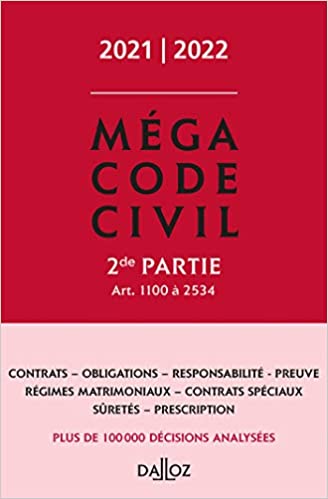 2021 | 2022
MÉGA
CODE
CIVIL
2de PARTIE
Art. 1100 à 2534
CONTRATS – OBLIGATIONS – RESPONSABILITÉ - PREUVE
RÉGIMES MATRIMONIAUX – CONTRATS SPÉCIAUX
SÛRETÉS – PRESCRIPTION
PLUS DE 100 000 DÉCISIONS ANALYSÉES
DALLOZ